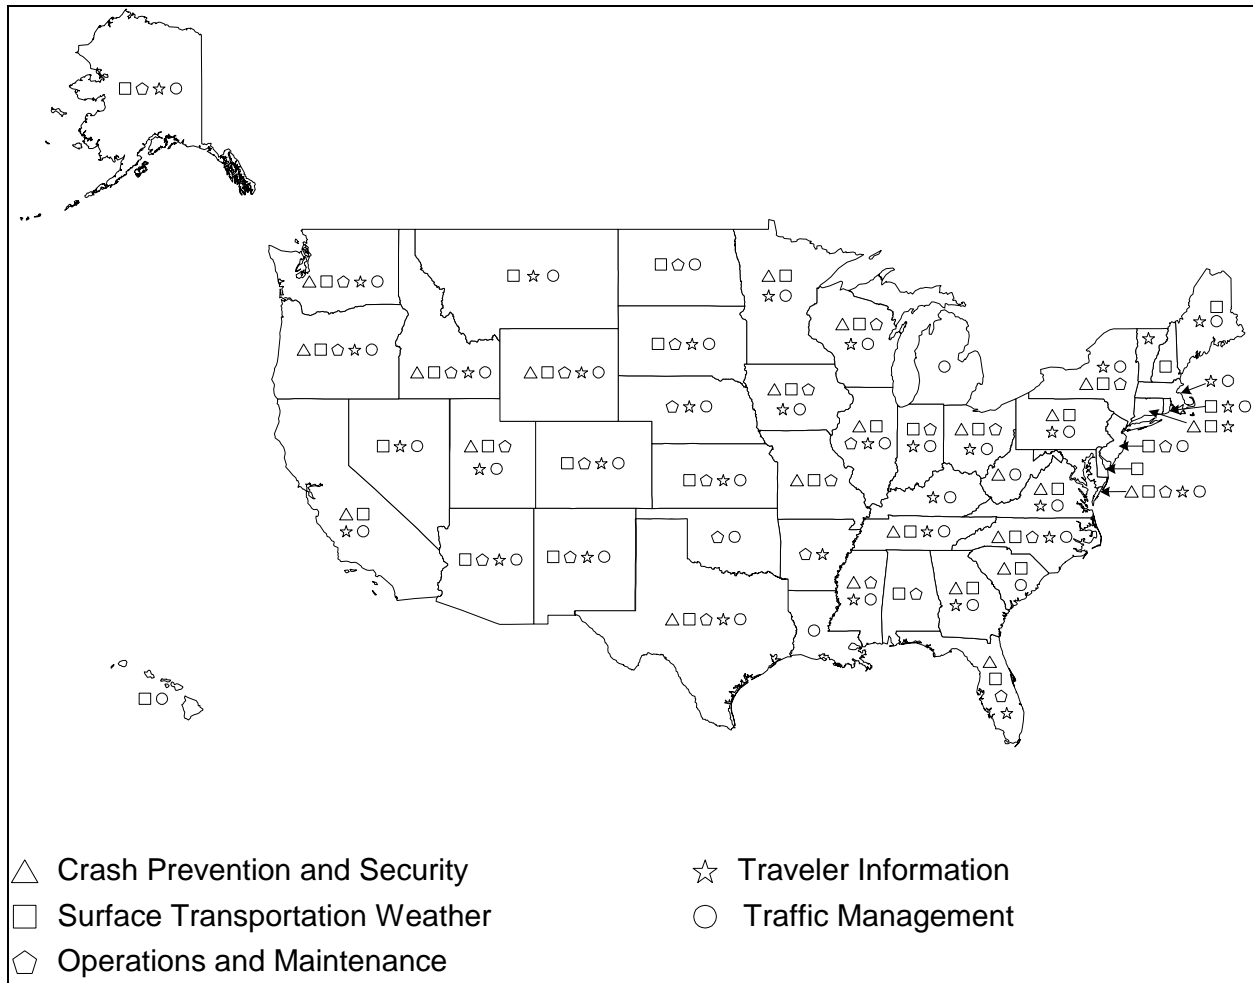 Crash Prevention and Security
Surface Transportation Weather
Operations and Maintenance
Traveler Information
Traffic Management